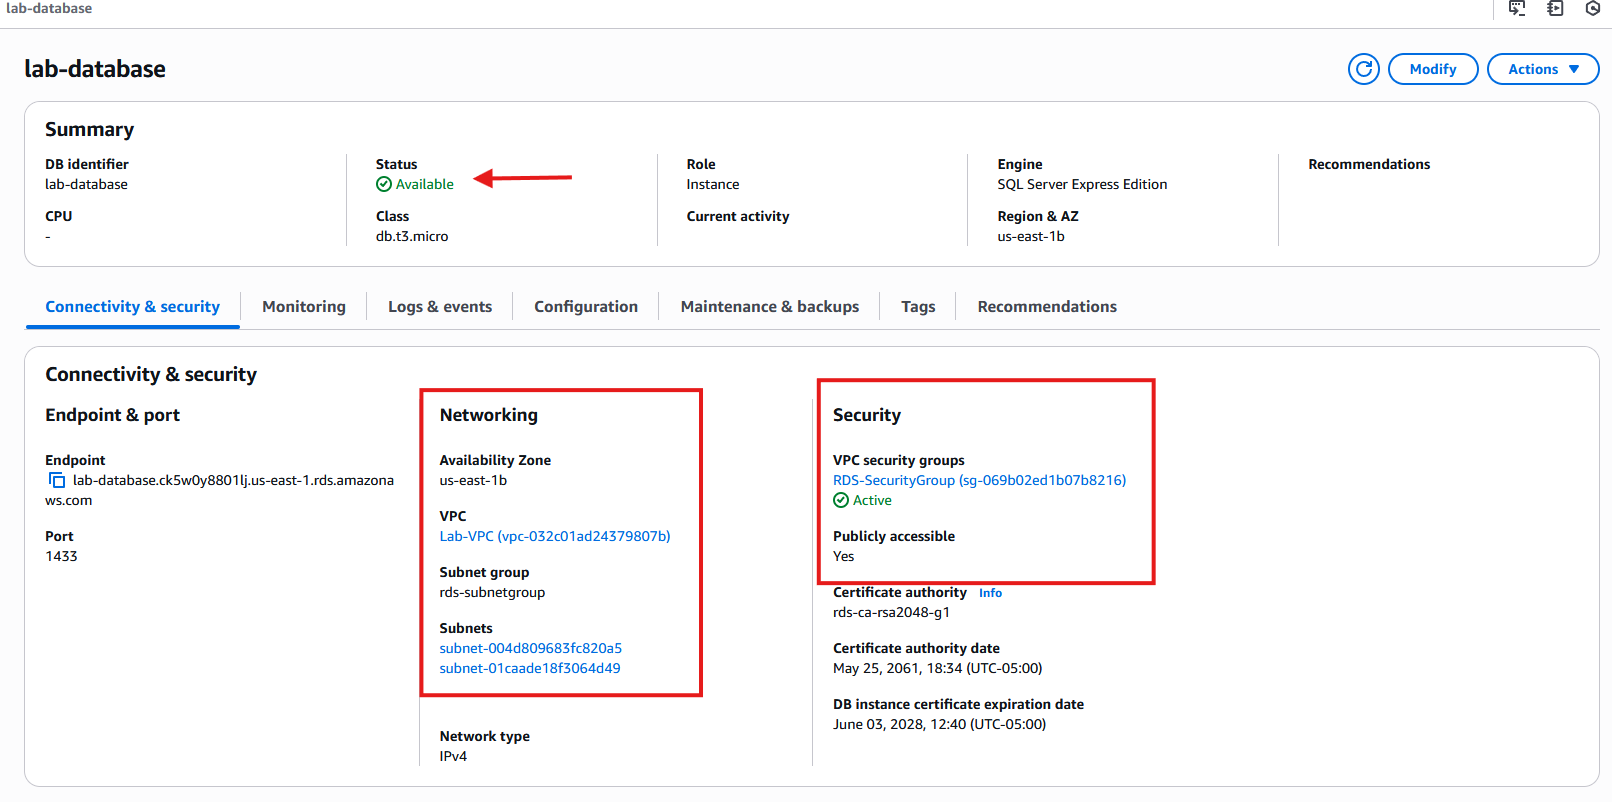 lab-database
lab-database
Modify
Actions
Summary
DB identifier
lab-database
Status
Available
Role
Instance
Engine
SQL Server Express Edition
Recommendations
CPU
-
Class
db.t3.micro
Current activity
Region & AZ
us-east-1b
Connectivity & security
Monitoring
Logs & events
Configuration
Maintenance & backups
Tags
Recommendations
Connectivity & security
Endpoint & port
Endpoint
lab-database.ck5w0y8801lj.us-east-1.rds.amazona
ws.com
Port
1433
Networking
Availability Zone
us-east-1b
VPC
Lab-VPC (vpc-032c01ad24379807b)
Subnet group
rds-subnetgroup
Subnets
subnet-004d809683fc820a5
subnet-01caade18f3064d49
Network type
IPv4
Security
VPC security groups
RDS-SecurityGroup (sg-069b02ed1b07b8216)
Active
Publicly accessible
Yes
Certificate authority Info
rds-ca-rsa2048-g1
Certificate authority date
May 25, 2061, 18:34 (UTC-05:00)
DB instance certificate expiration date
June 03, 2028, 12:40 (UTC-05:00)